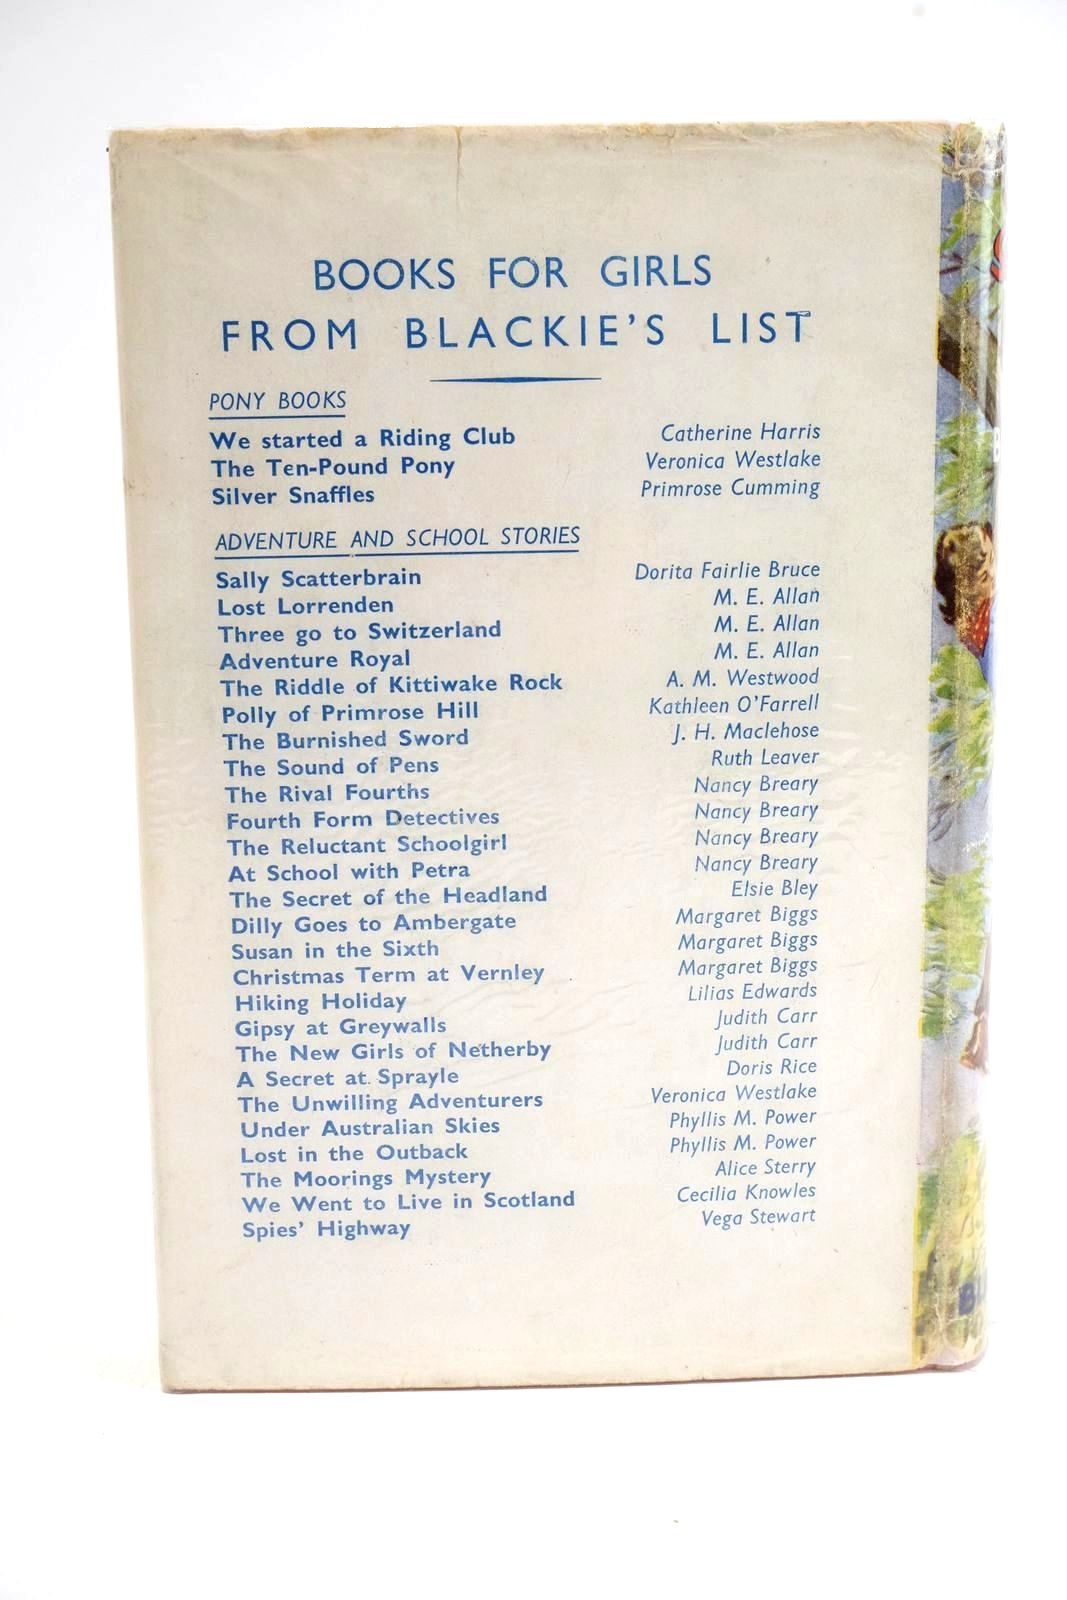 BOOKS FOR GIRLS
FROM BLACKIE'S LIST
PONY BOOKS
We started a Riding Club Catherine Harris
The Ten-Pound Pony Veronica Westlake
Silver Snaffles Primrose Cumming
ADVENTURE AND SCHOOL STORIES
Sally Scatterbrain Dorita Fairlie Bruce
Lost Lorrenden M. E. Allan
Three go to Switzerland M. E. Allan
Adventure Royal M. E. Allan
The Riddle of Kittiwake Rock A. M. Westwood
Polly of Primrose Hill Kathleen O'Farrell
The Burnished Sword J. H. Maclehose
The Sound of Pens Ruth Leaver
The Rival Fourths Nancy Breary
Fourth Form Detectives Nancy Breary
The Reluctant Schoolgirl Nancy Breary
At School with Petra Nancy Breary
The Secret of the Headland Elsie Bley
Dilly Goes to Ambergate Margaret Biggs
Susan in the Sixth Margaret Biggs
Christmas Term at Vernley Margaret Biggs
Hiking Holiday Lilias Edwards
Gipsy at Greywalls Judith Carr
The New Girls of Netherby Judith Carr
A Secret at Sprayle Doris Rice
The Unwilling Adventurers Veronica Westlake
Under Australian Skies Phyllis M. Power
Lost in the Outback Phyllis M. Power
The Moorings Mystery Alice Sterry
We Went to Live in Scotland Cecilia Knowles
Spies' Highway Vega Stewart